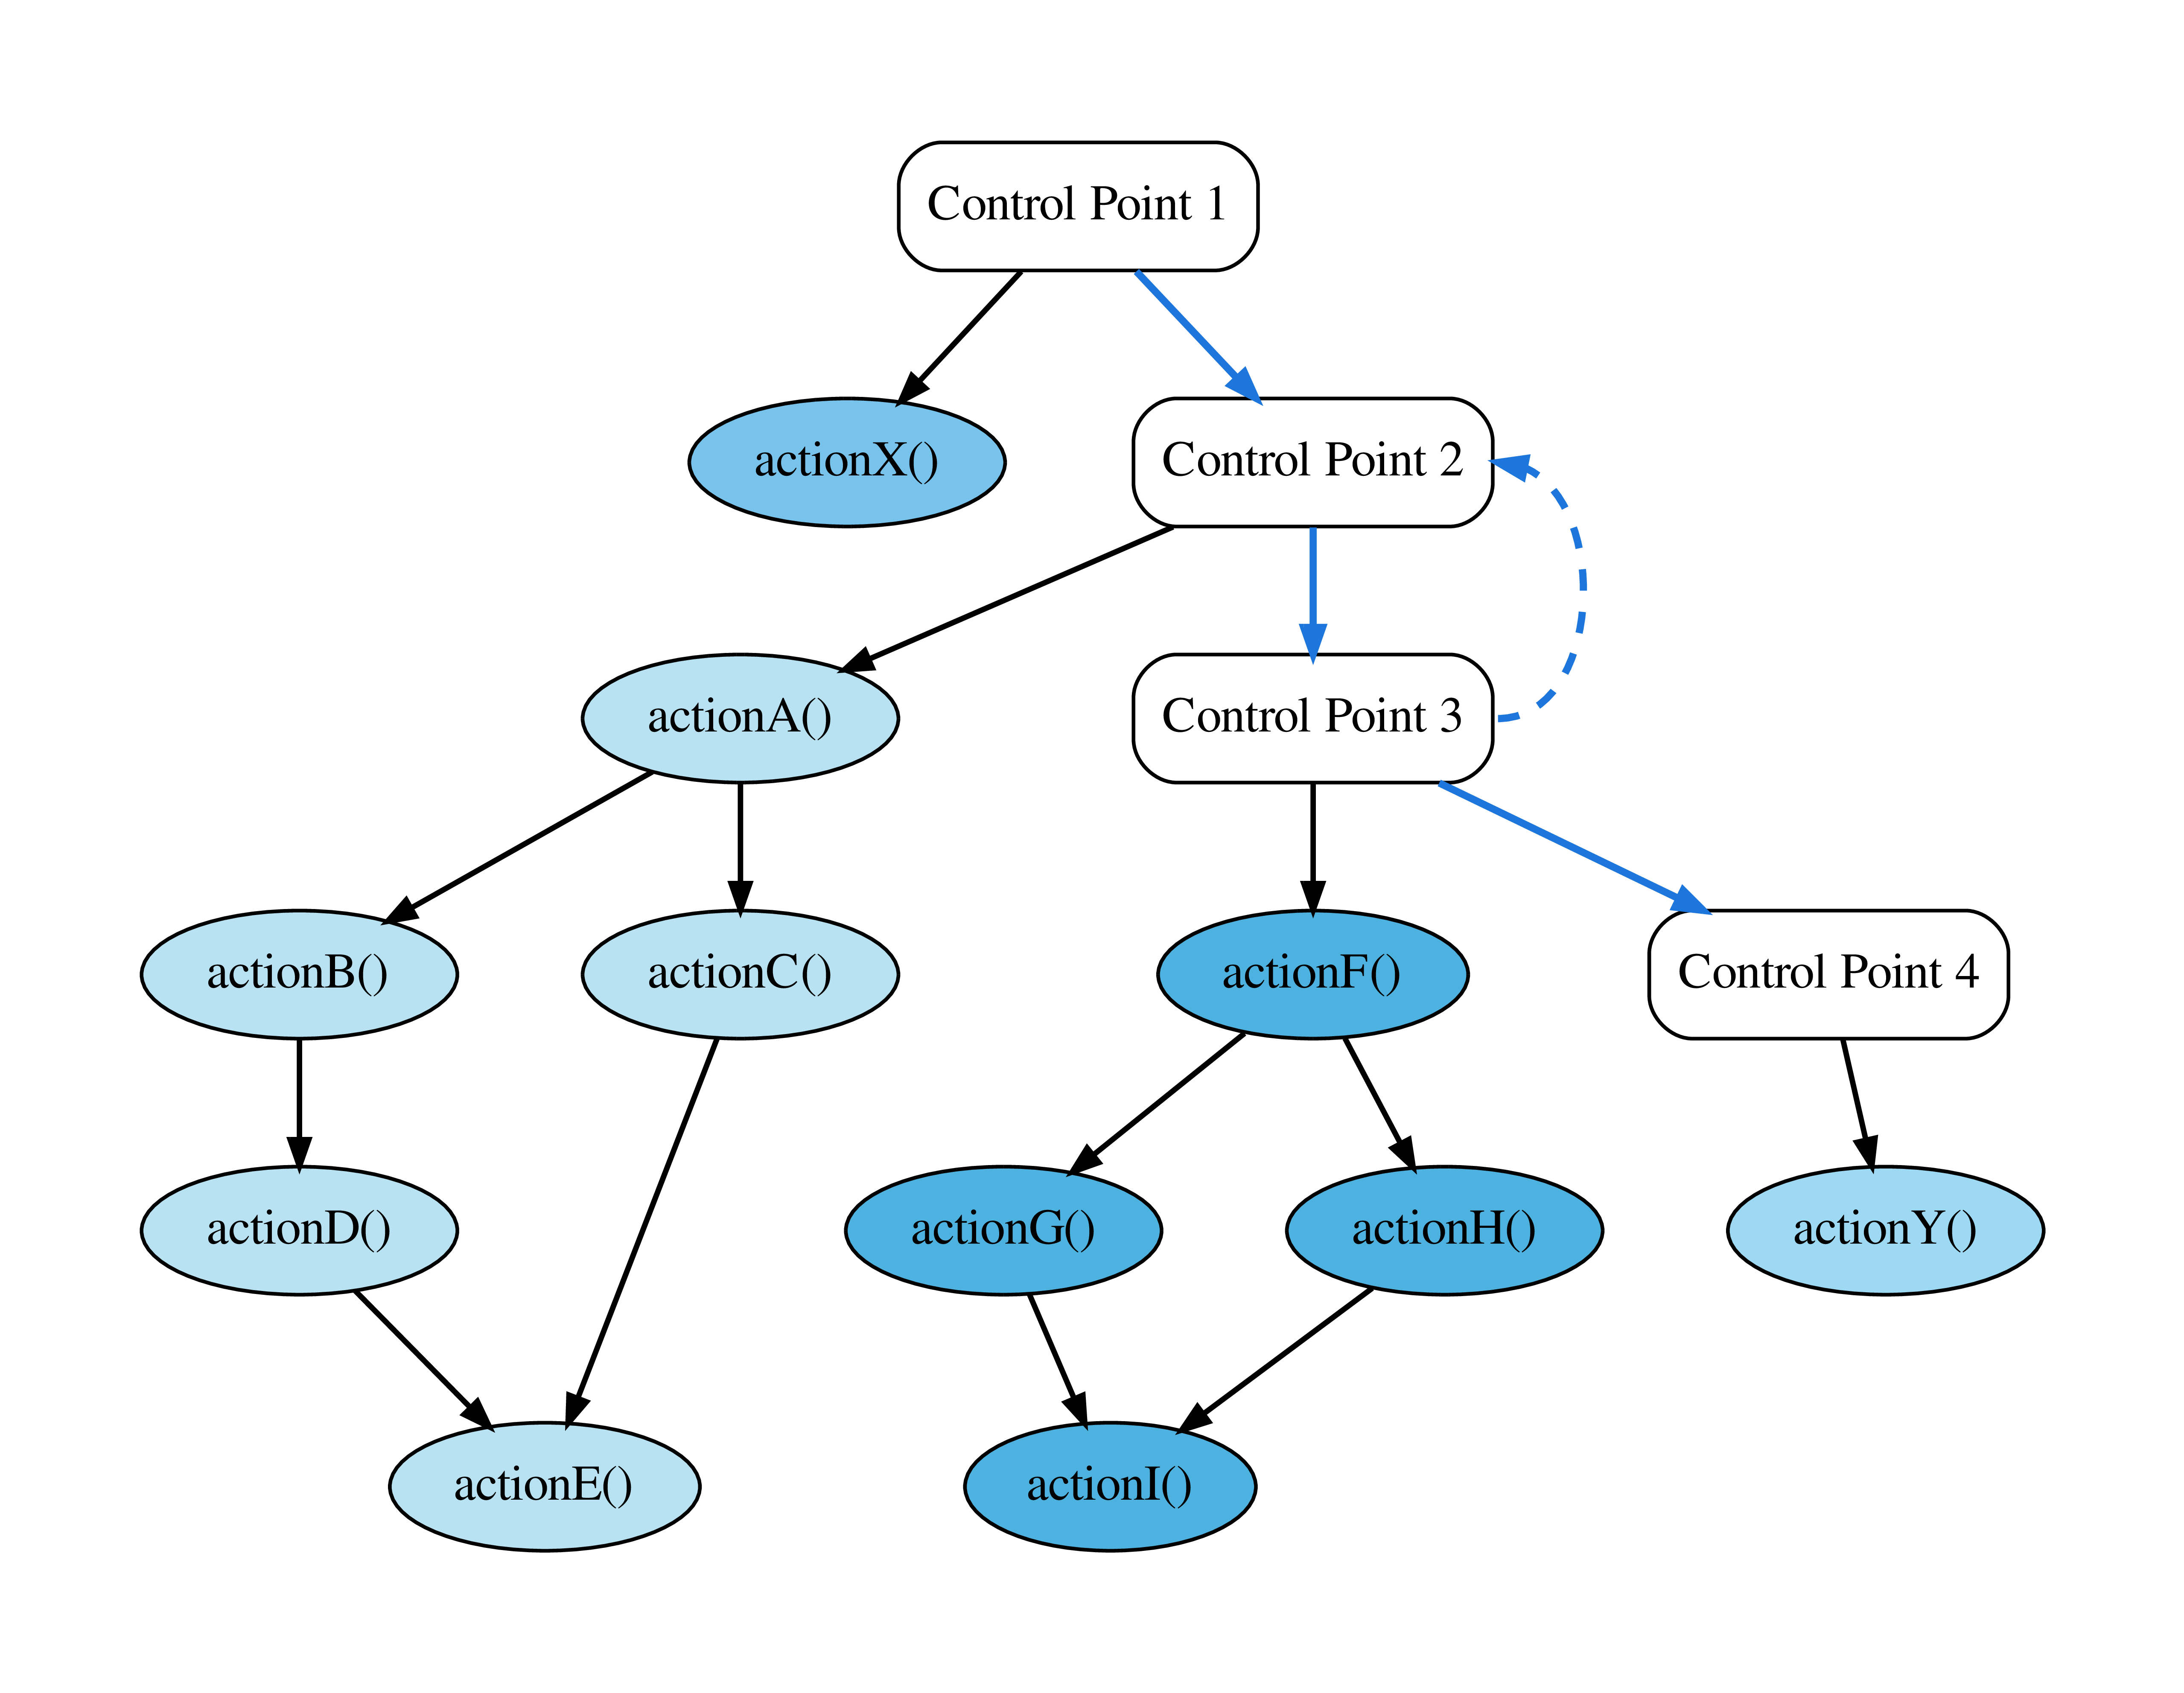 Control Point 1
actionX()
Control Point 2
actionA()
Control Point 3
actionB()
actionC()
actionF()
Control Point 4
actionD()
actionG()
actionH()
actionY()
actionE()
actionI()